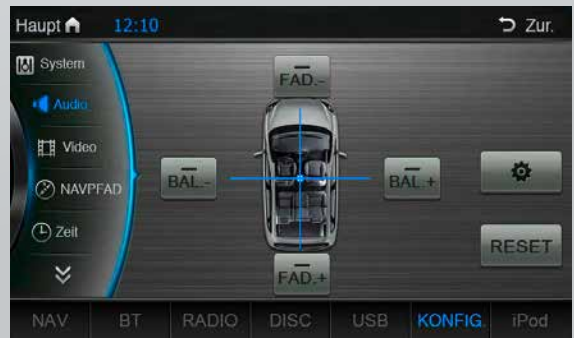 Haupt 12:10 Zur.
System
Audio
Video
NAVPFAD
Zeit
FAD.-
BAL.-
BAL.+
FAD.+
RESET
NAV BT RADIO DISC USB KONFIG. iPod